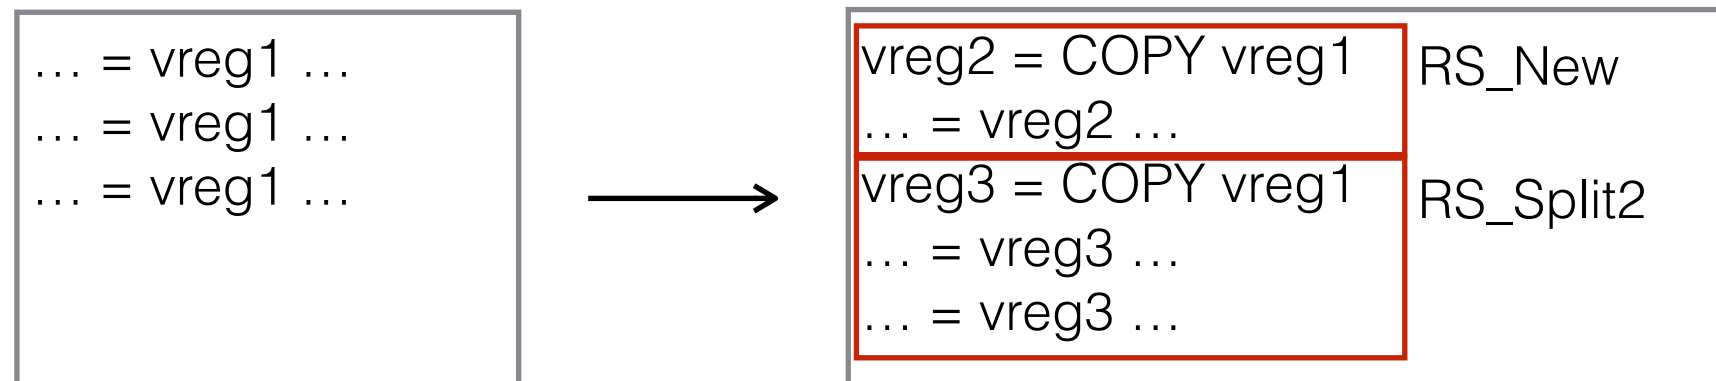 … = vreg1 …
… = vreg1 …
… = vreg1 …
vreg2 = COPY vreg1
… = vreg2 …
RS_New
vreg3 = COPY vreg1
… = vreg3 …
… = vreg3 …
RS_Split2